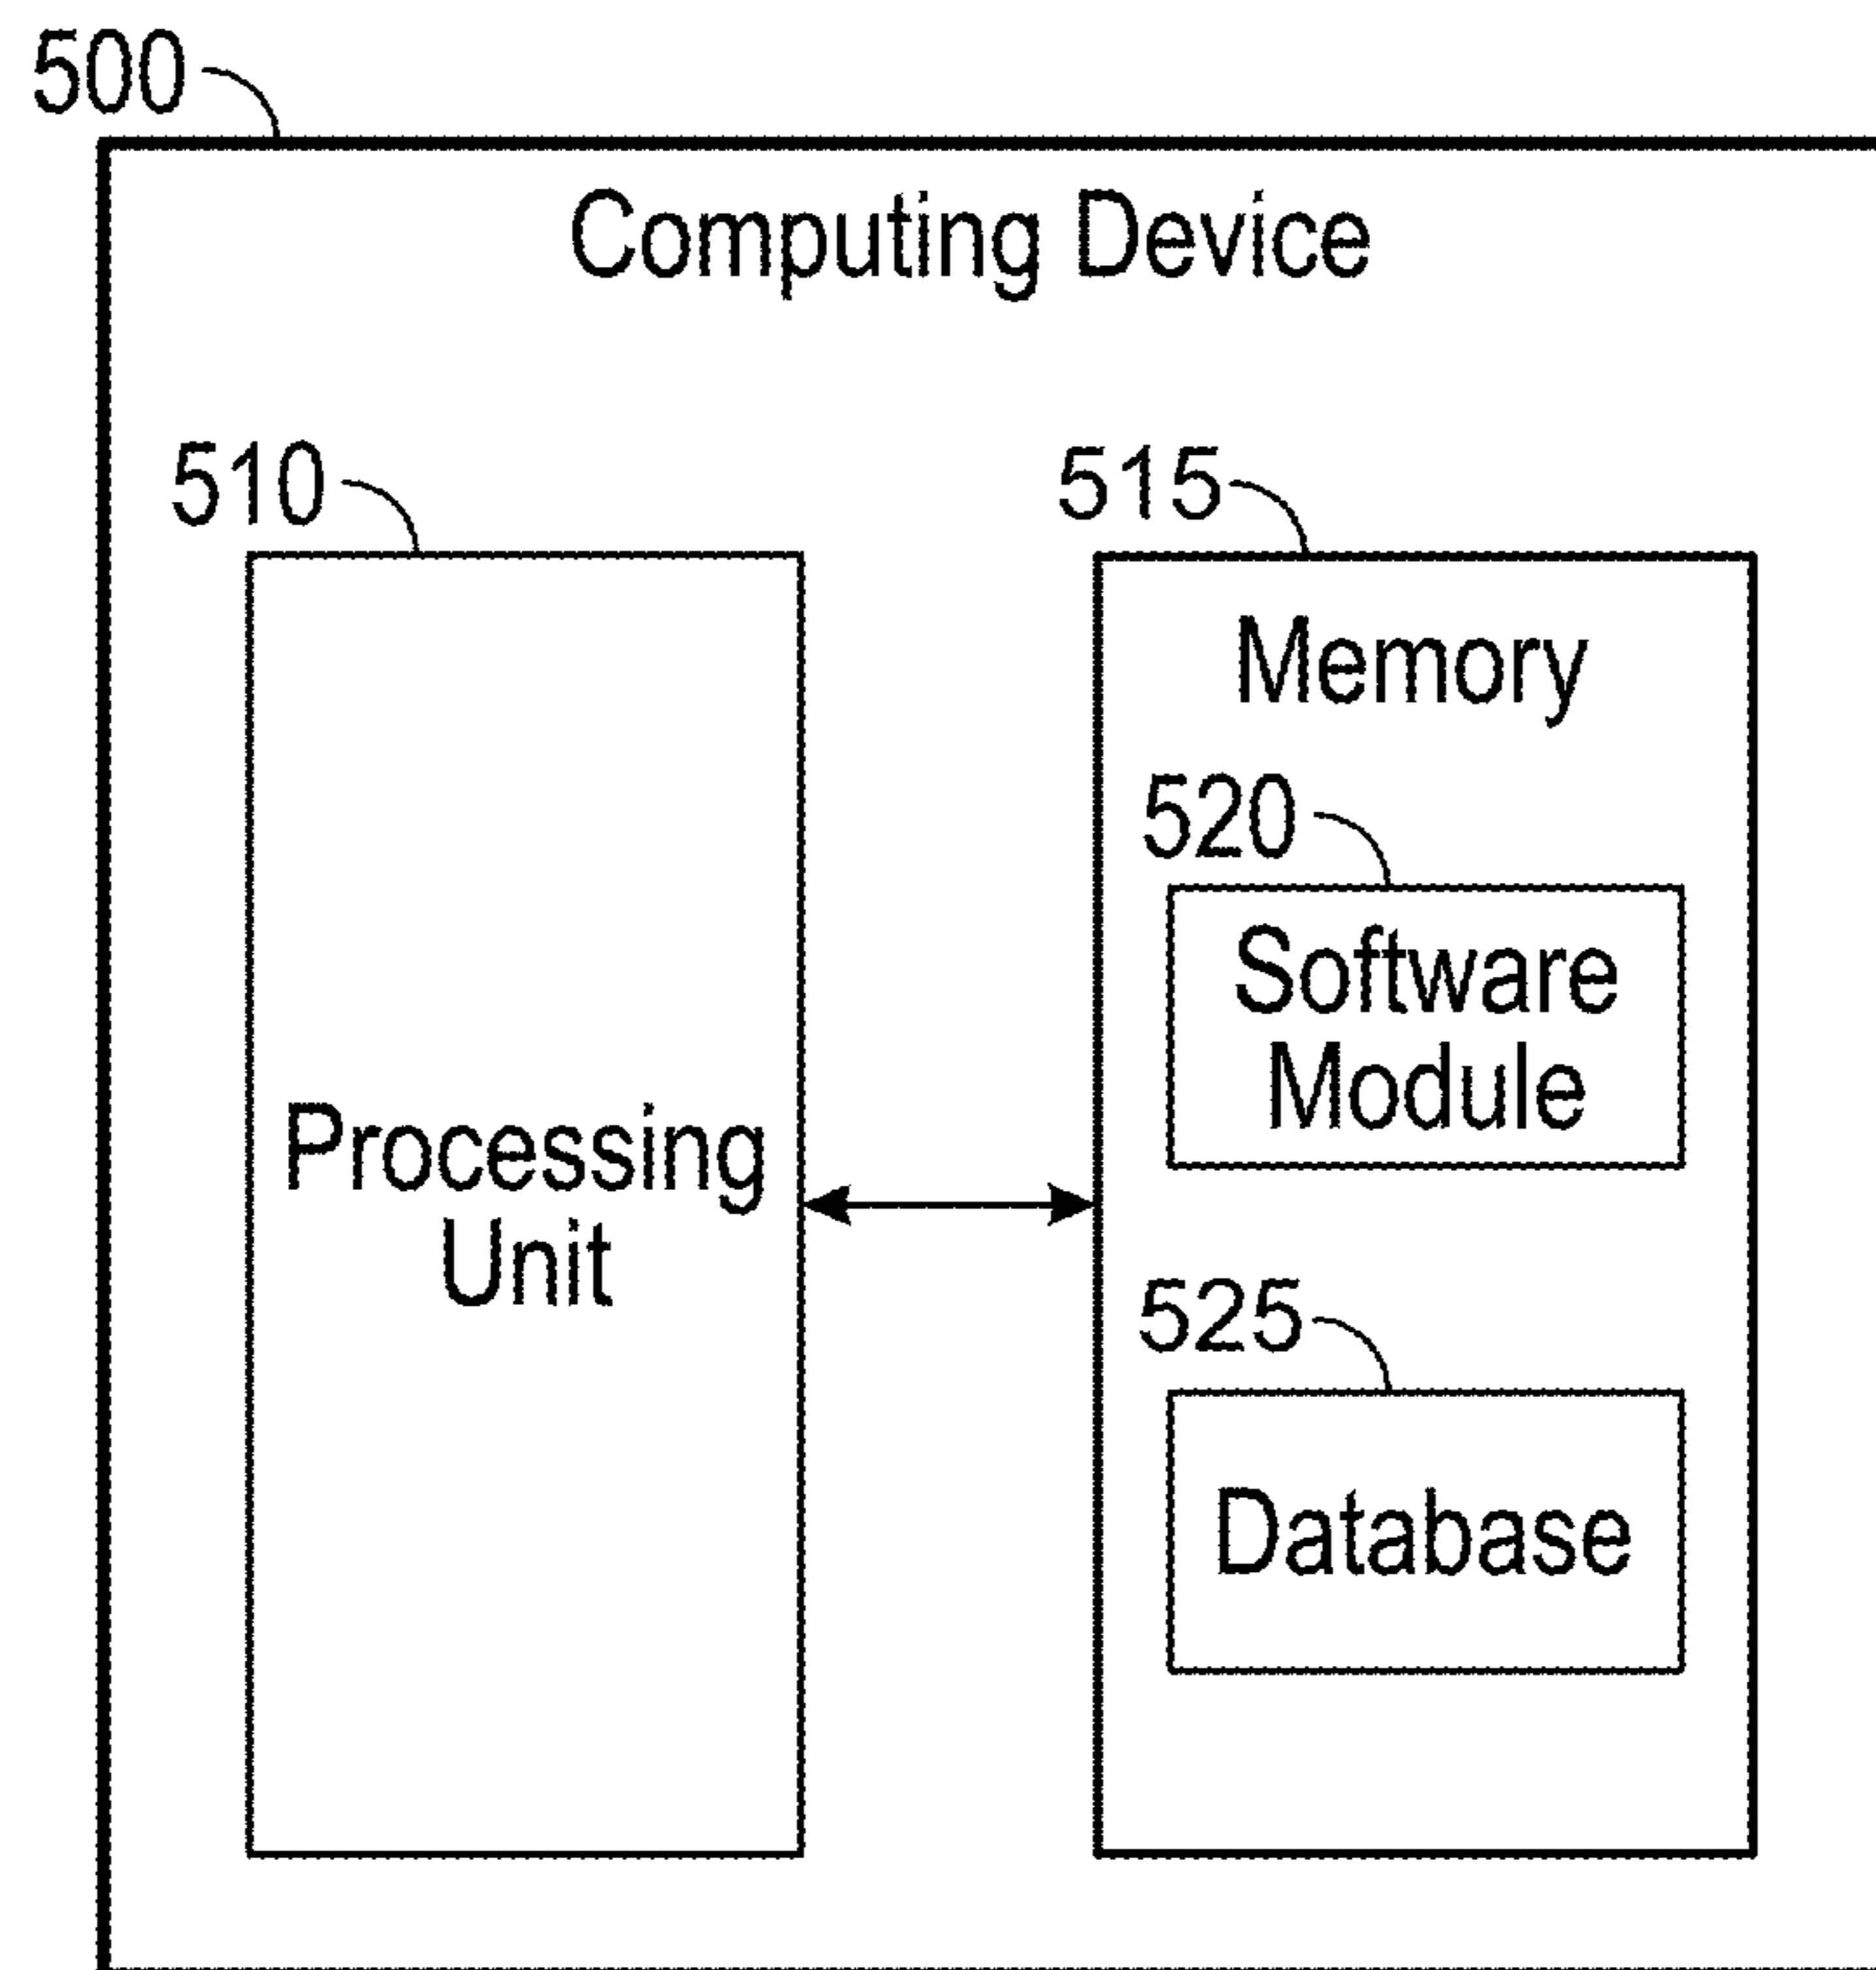 500
Computing Device
510
515
Memory
520
Software
Module
Processing
Unit
525
Database